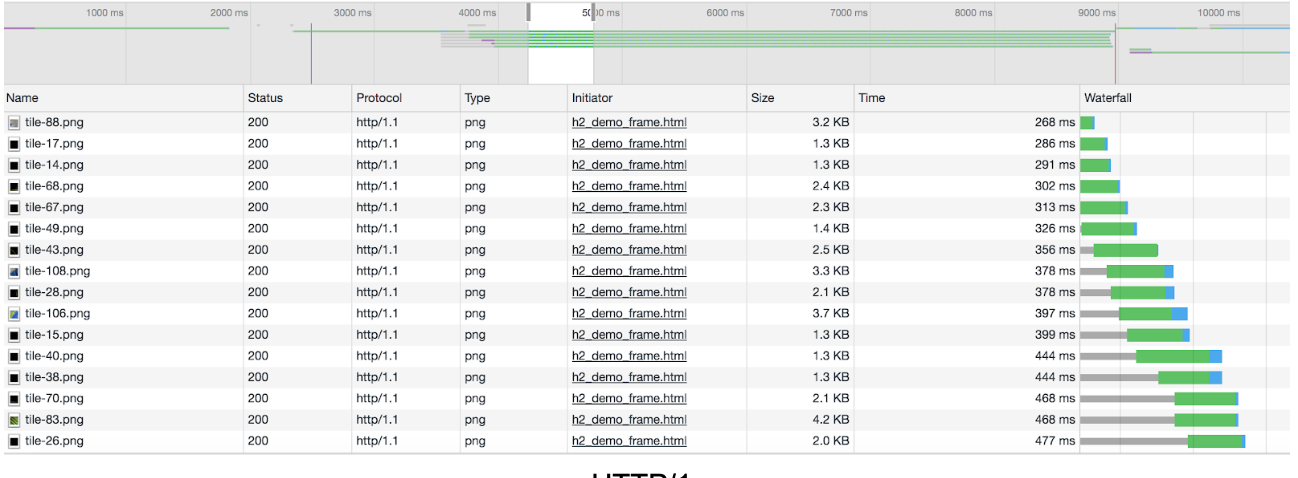 1000 ms 2000 ms 3000 ms 4000 ms 5000 ms 6000 ms 7000 ms 8000 ms 9000 ms 10000 ms
Name Status Protocol Type Initiator Size Time Waterfall
tile-88.png 200 http/1.1 png h2_demo_frame.html 3.2 KB 268 ms
tile-17.png 200 http/1.1 png h2_demo_frame.html 1.3 KB 286 ms
tile-14.png 200 http/1.1 png h2_demo_frame.html 1.3 KB 291 ms
tile-68.png 200 http/1.1 png h2_demo_frame.html 2.4 KB 302 ms
tile-67.png 200 http/1.1 png h2_demo_frame.html 2.3 KB 313 ms
tile-49.png 200 http/1.1 png h2_demo_frame.html 1.4 KB 326 ms
tile-43.png 200 http/1.1 png h2_demo_frame.html 2.5 KB 356 ms
tile-108.png 200 http/1.1 png h2_demo_frame.html 3.3 KB 378 ms
tile-28.png 200 http/1.1 png h2_demo_frame.html 2.1 KB 378 ms
tile-106.png 200 http/1.1 png h2_demo_frame.html 3.7 KB 397 ms
tile-15.png 200 http/1.1 png h2_demo_frame.html 1.3 KB 399 ms
tile-40.png 200 http/1.1 png h2_demo_frame.html 1.3 KB 444 ms
tile-38.png 200 http/1.1 png h2_demo_frame.html 1.3 KB 444 ms
tile-70.png 200 http/1.1 png h2_demo_frame.html 2.1 KB 468 ms
tile-83.png 200 http/1.1 png h2_demo_frame.html 4.2 KB 468 ms
tile-26.png 200 http/1.1 png h2_demo_frame.html 2.0 KB 477 ms
HTTP/1